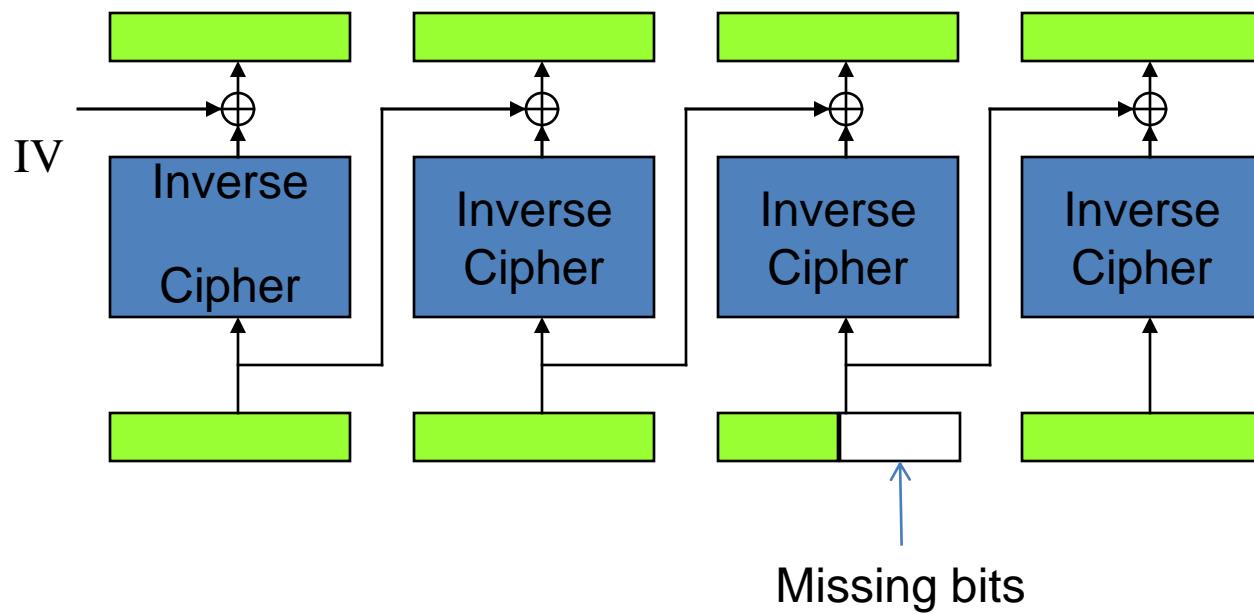 IV
Inverse
Cipher
Inverse
Cipher
Inverse
Cipher
Inverse
Cipher
Missing bits